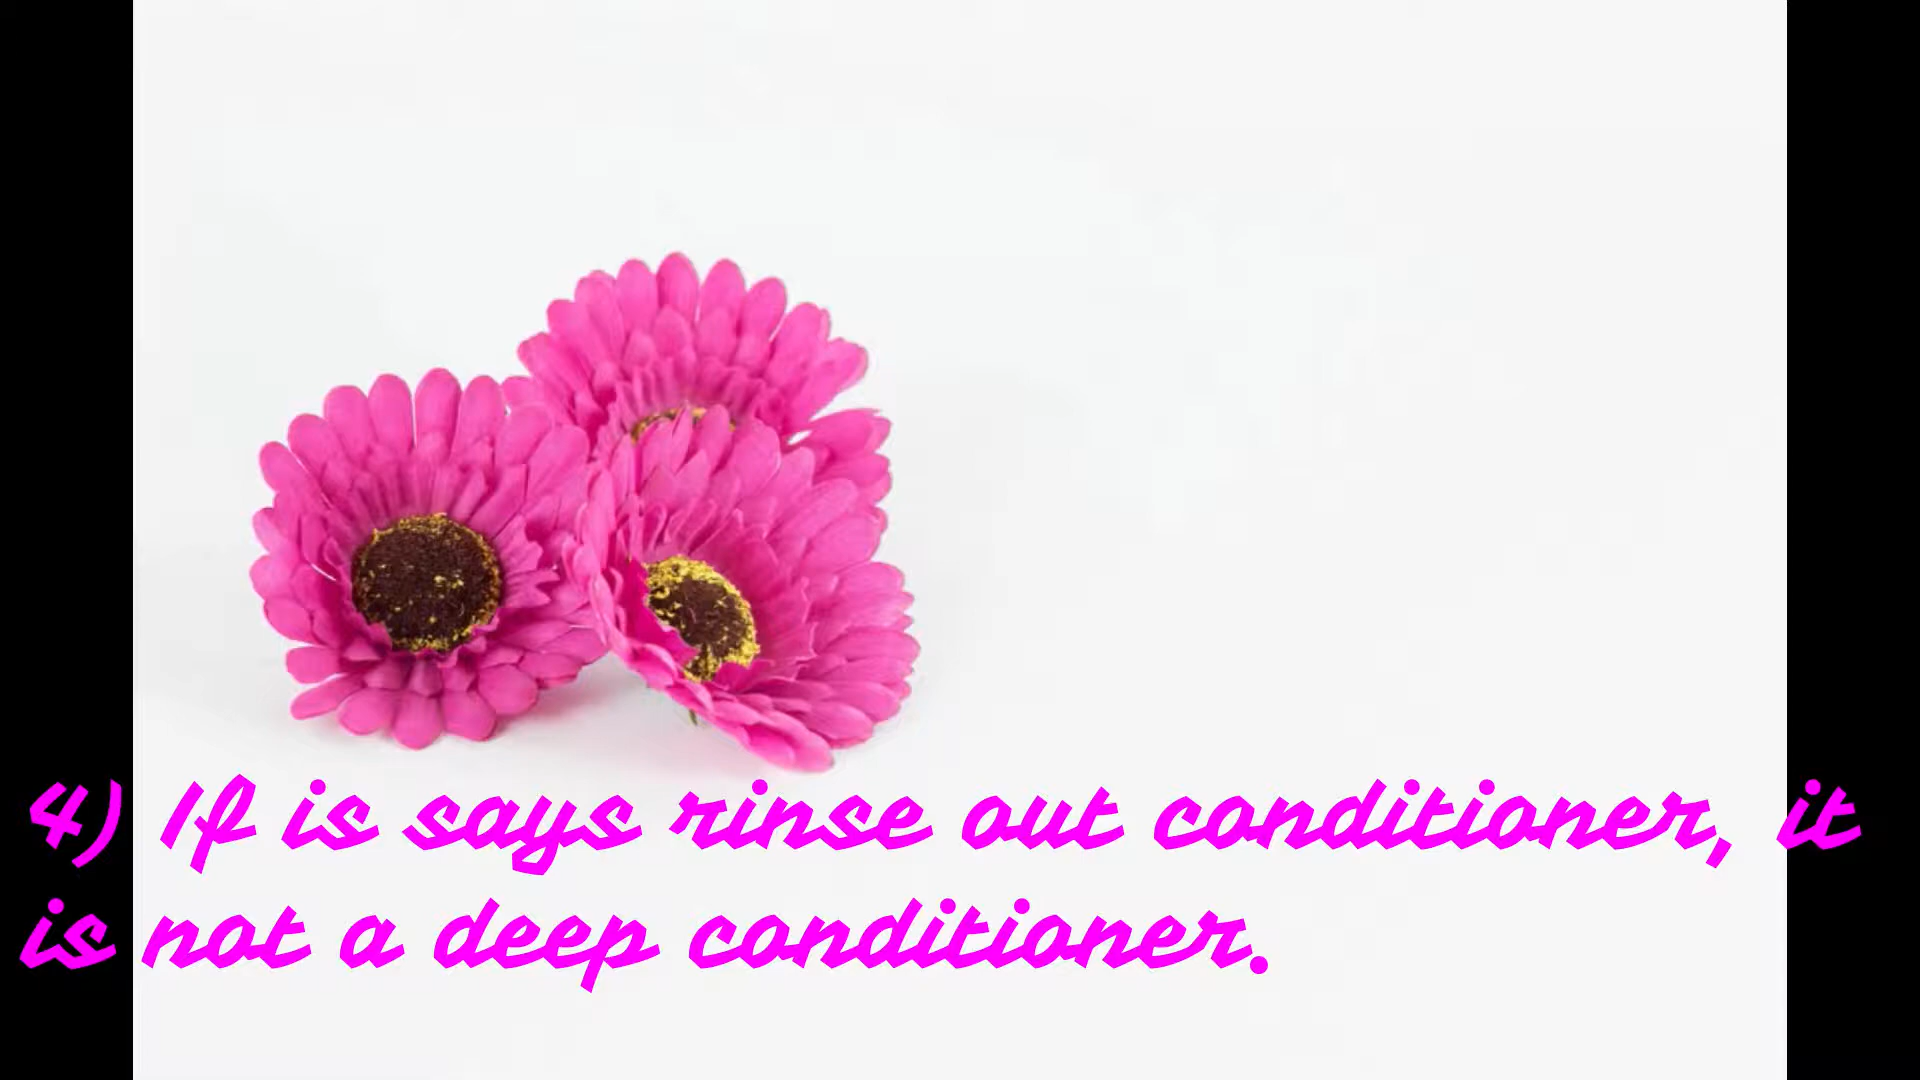 4) If is says rinse out conditioner, it
is not a deep conditioner.